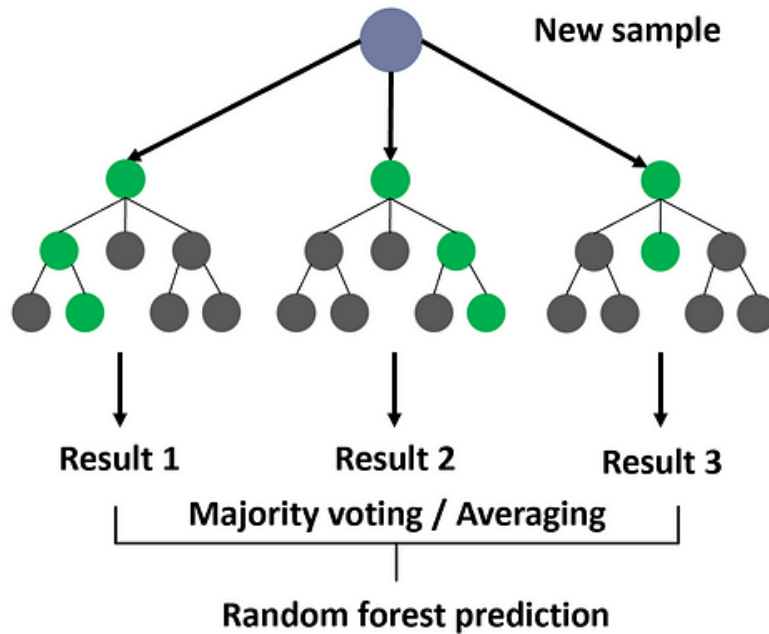 New sample
Result 1
Result 2
Result 3
Majority voting / Averaging
Random forest prediction